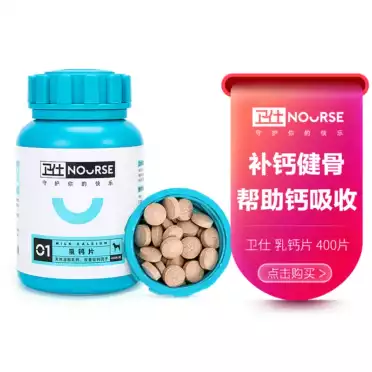 卫仕 NOURSE
守护你的快乐
MILK CALCIUM
01
乳钙片
卫仕 NOURSE
守护你的快乐
补钙健骨
帮助钙吸收
卫仕 乳钙片 400片
点击购买 >